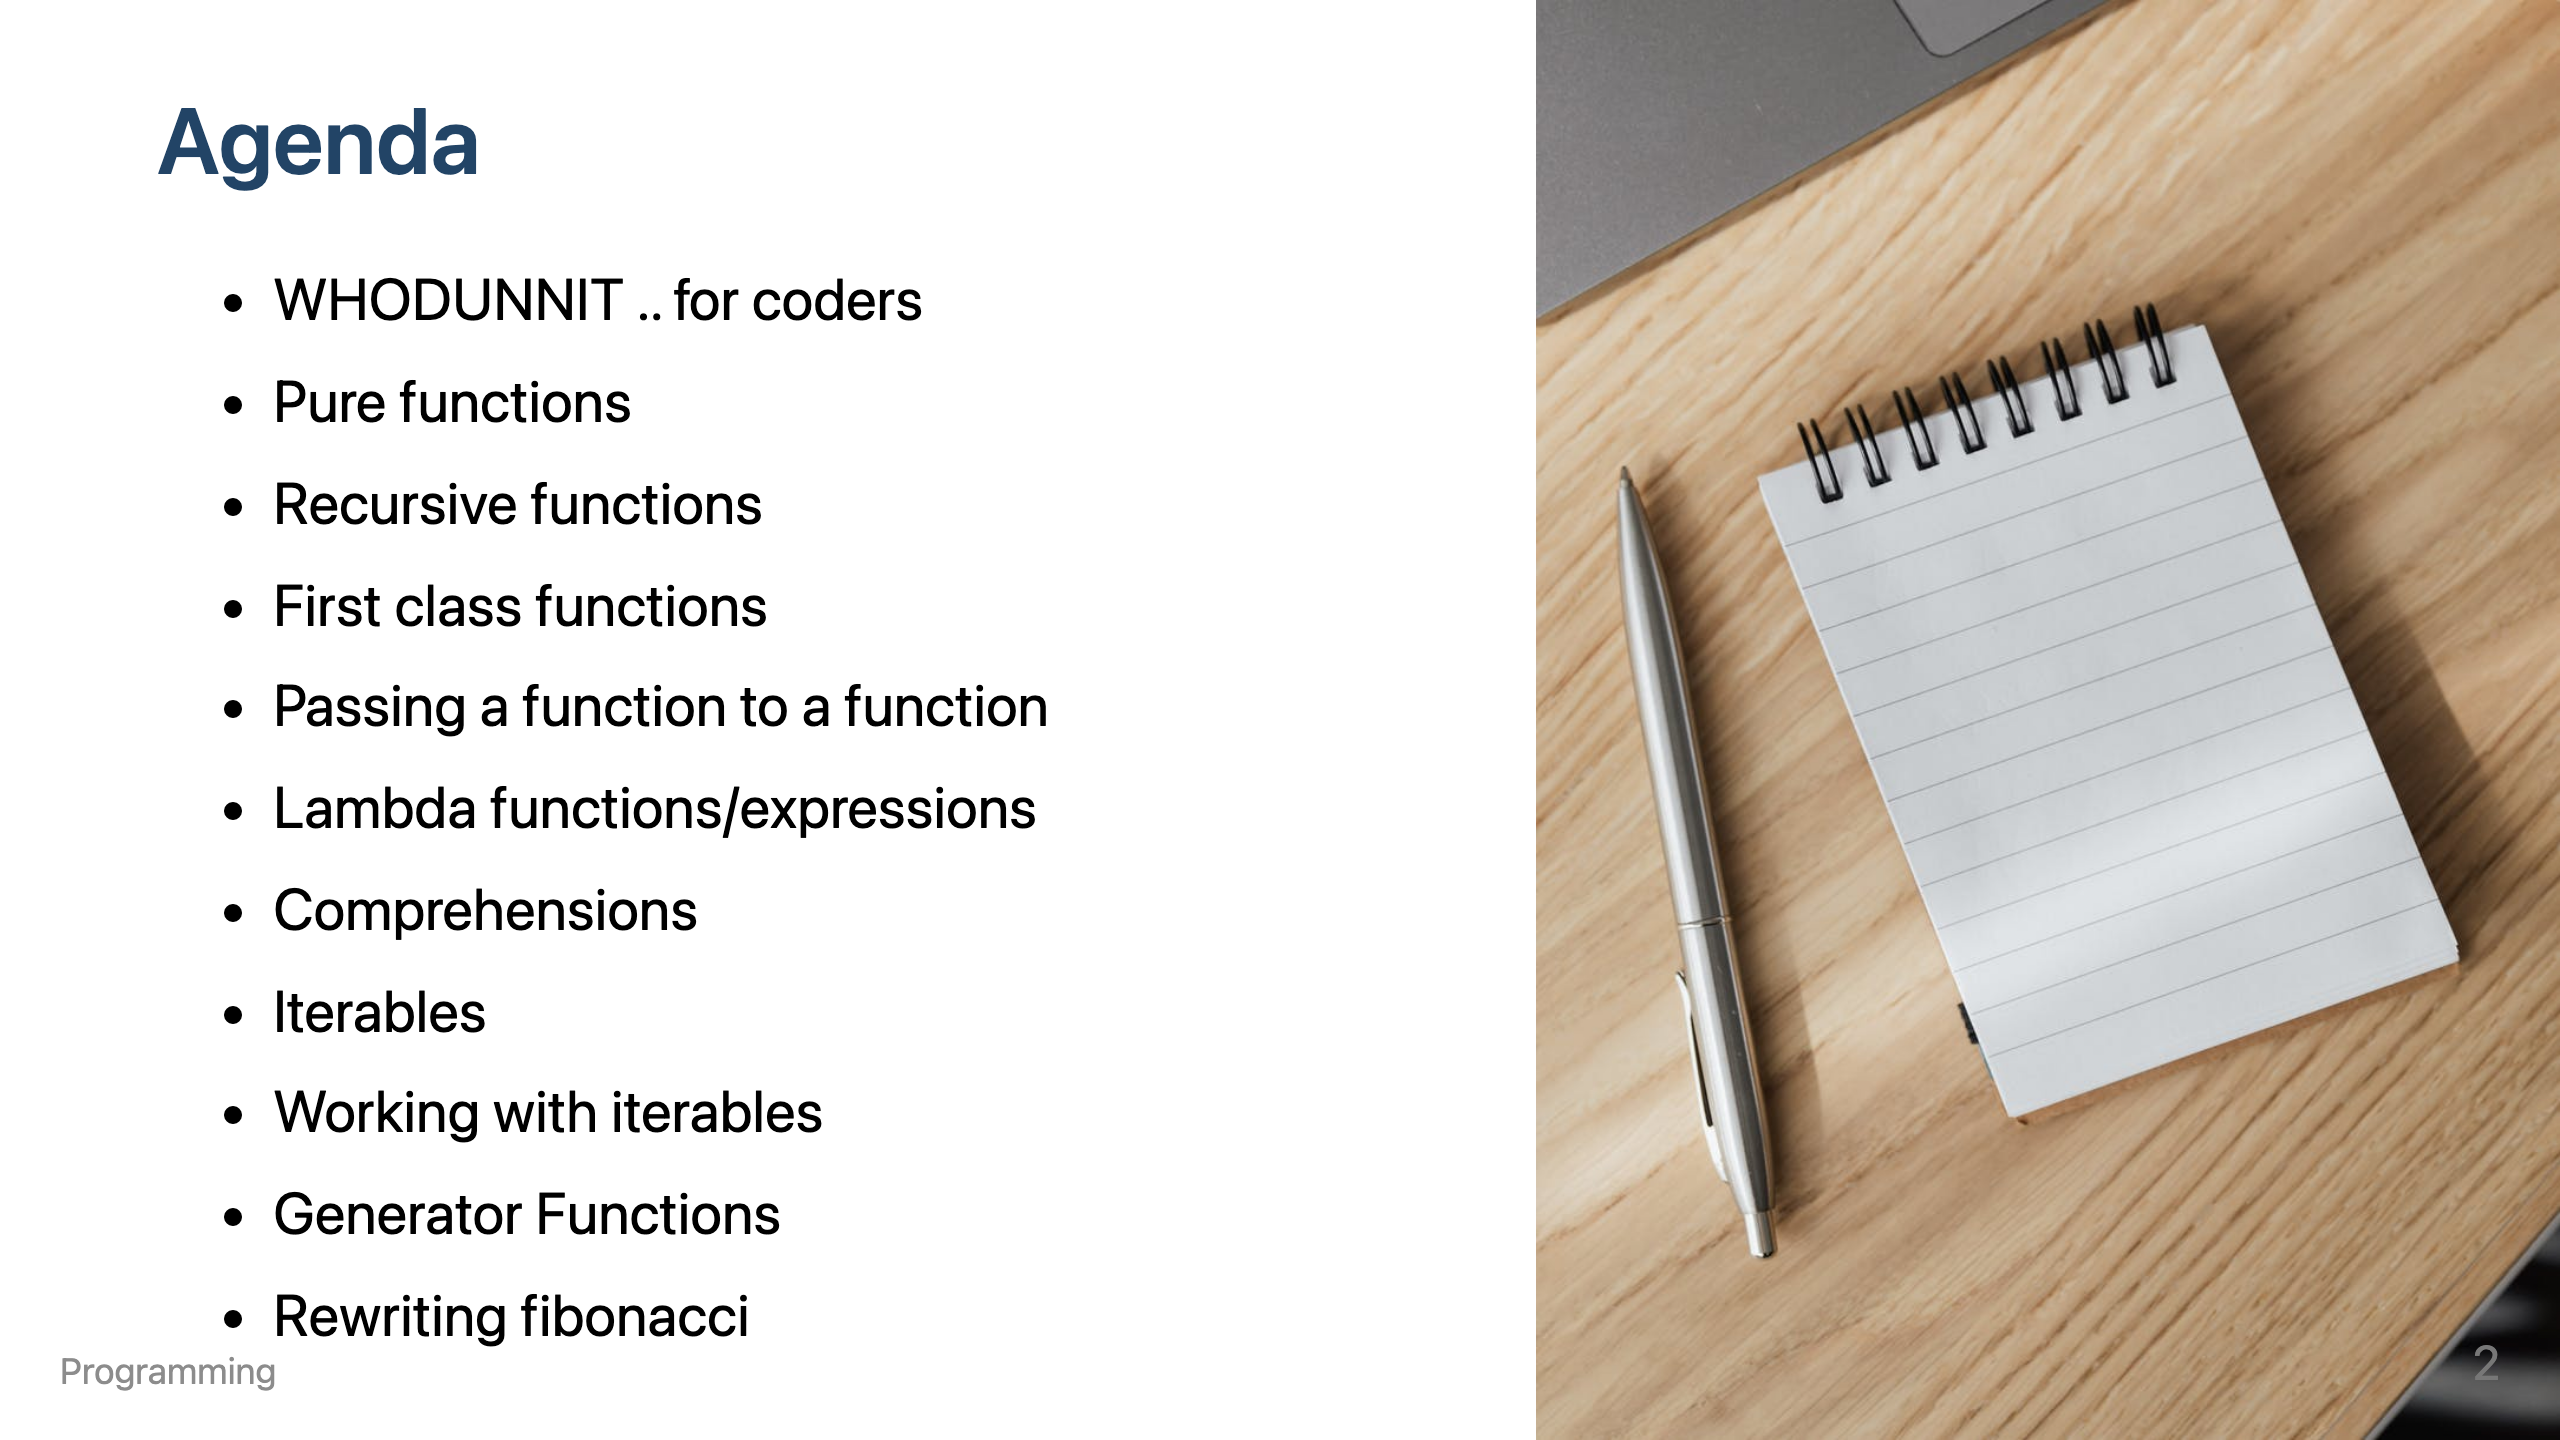 Agenda
• WHODUNNIT .. for coders
• Pure functions
• Recursive functions
• First class functions
• Passing a function to a function
• Lambda functions/expressions
• Comprehensions
• Iterables
• Working with iterables
• Generator Functions
• Rewriting fibonacci
Programming
2